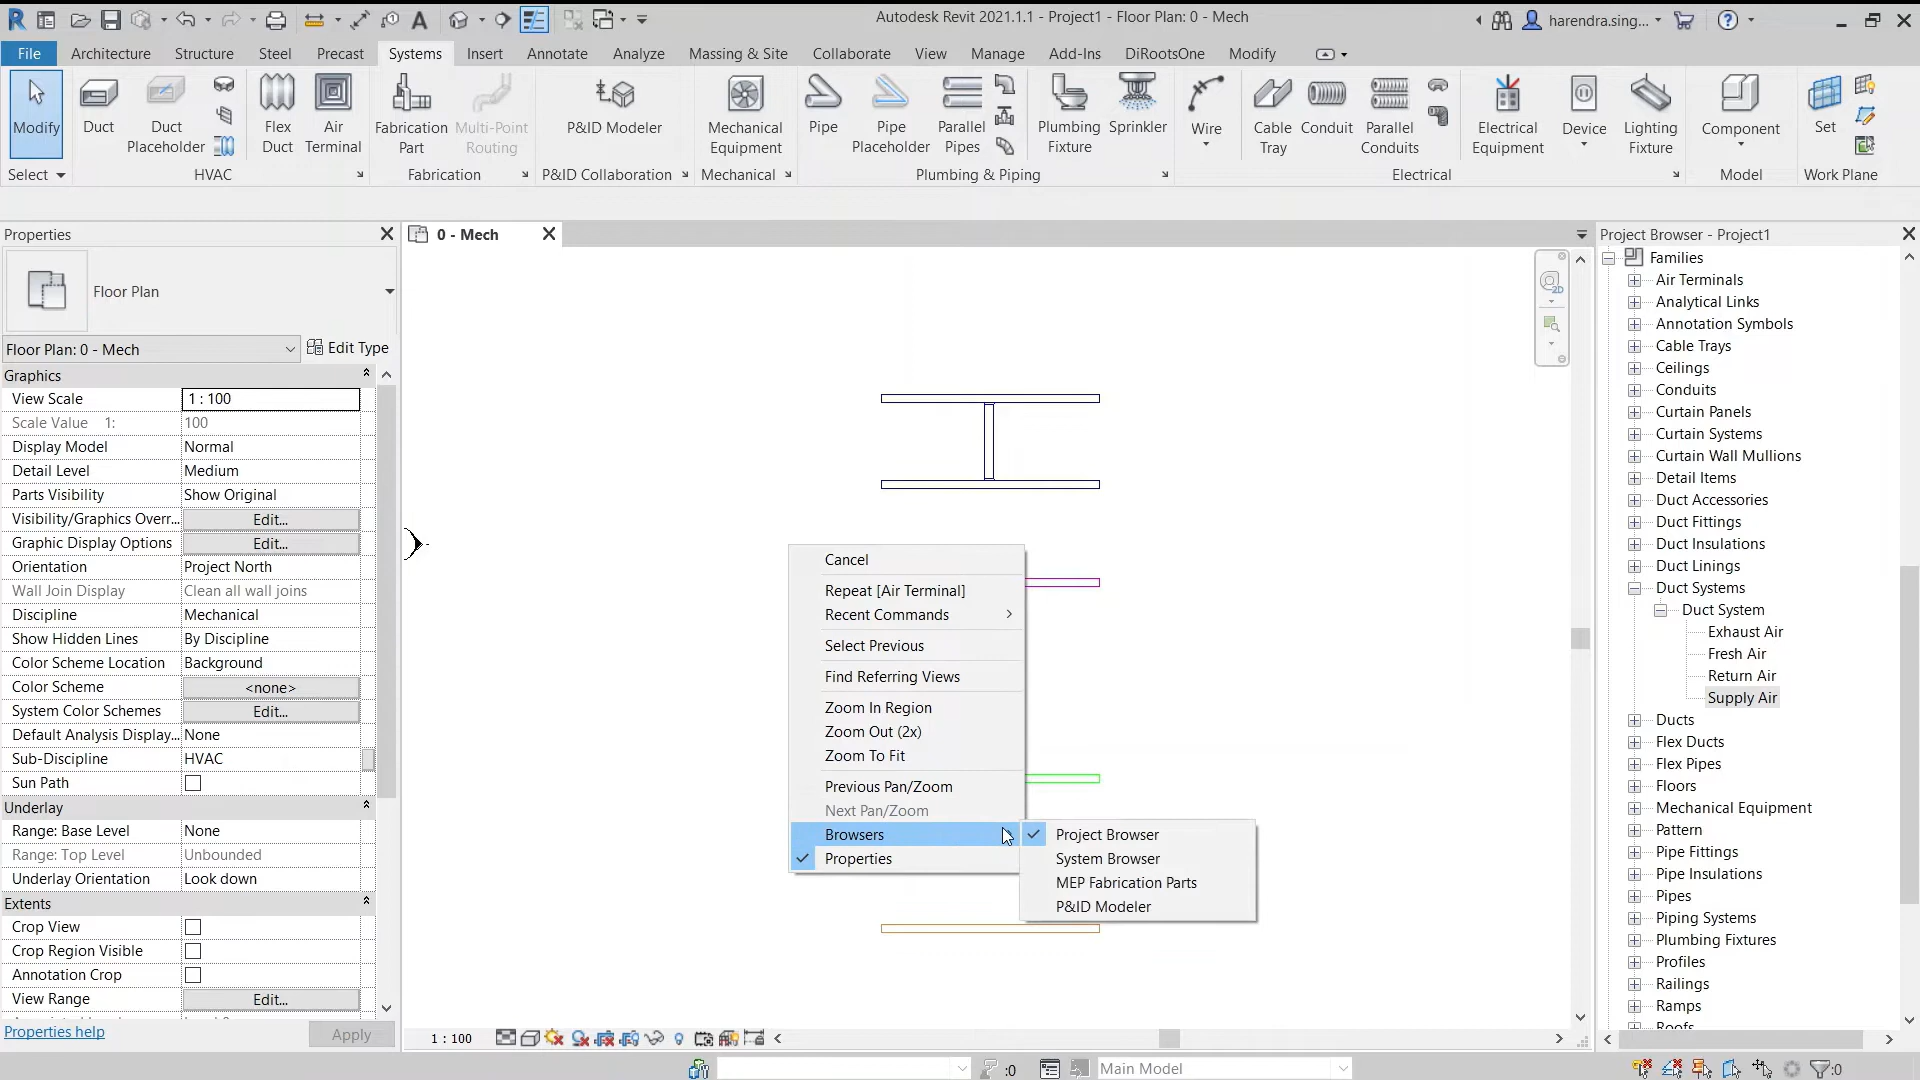 Autodesk Revit 2021.1.1 - Project1 - Floor Plan: 0 - Mech
harendra.sing...
File Architecture Structure Steel Precast Systems Insert Annotate Analyze Massing & Site Collaborate View Manage Add-Ins DiRootsOne Modify
Modify
Duct
Duct Placeholder
Flex Duct
Air Terminal
Fabrication Part
Multi-Point Routing
P&ID Modeler
Mechanical Equipment
Pipe
Pipe Placeholder
Parallel Pipes
Plumbing Fixture
Sprinkler
Wire
Cable Tray
Conduit
Parallel Conduits
Electrical Equipment
Device
Lighting Fixture
Component
Set
Select
HVAC
Fabrication
P&ID Collaboration
Mechanical
Plumbing & Piping
Electrical
Model
Work Plane
Properties
Floor Plan
Floor Plan: 0 - Mech
Edit Type
Graphics
View Scale 1 : 100
Scale Value 1: 100
Display Model Normal
Detail Level Medium
Parts Visibility Show Original
Visibility/Graphics Overr... Edit...
Graphic Display Options Edit...
Orientation Project North
Wall Join Display Clean all wall joins
Discipline Mechanical
Show Hidden Lines By Discipline
Color Scheme Location Background
Color Scheme <none>
System Color Schemes Edit...
Default Analysis Display... None
Sub-Discipline HVAC
Sun Path
Underlay
Range: Base Level None
Range: Top Level Unbounded
Underlay Orientation Look down
Extents
Crop View
Crop Region Visible
Annotation Crop
View Range Edit...
Properties help
Apply
0 - Mech
2D
Cancel
Repeat [Air Terminal]
Recent Commands
Select Previous
Find Referring Views
Zoom In Region
Zoom Out (2x)
Zoom To Fit
Previous Pan/Zoom
Next Pan/Zoom
Browsers
Properties
Project Browser
System Browser
MEP Fabrication Parts
P&ID Modeler
1 : 100
:0
Main Model
:0
Project Browser - Project1
Families
Air Terminals
Analytical Links
Annotation Symbols
Cable Trays
Ceilings
Conduits
Curtain Panels
Curtain Systems
Curtain Wall Mullions
Detail Items
Duct Accessories
Duct Fittings
Duct Insulations
Duct Linings
Duct Systems
Duct System
Exhaust Air
Fresh Air
Return Air
Supply Air
Ducts
Flex Ducts
Flex Pipes
Floors
Mechanical Equipment
Pattern
Pipe Fittings
Pipe Insulations
Pipes
Piping Systems
Plumbing Fixtures
Profiles
Railings
Ramps
Roofs